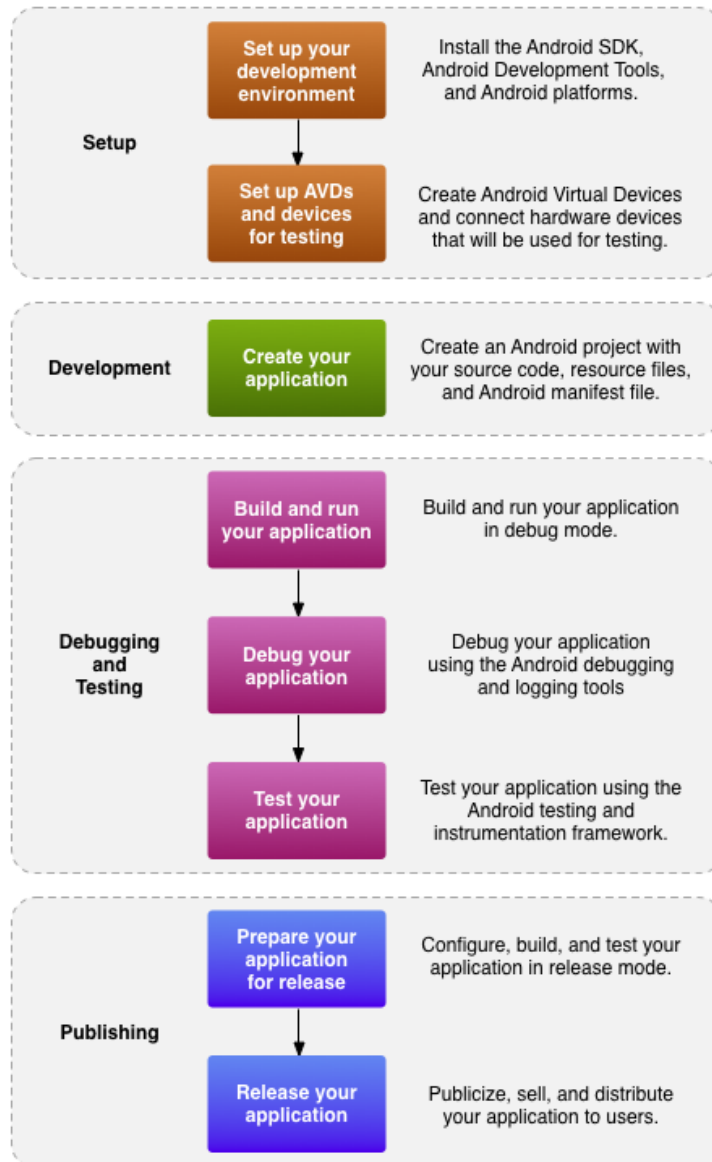 Set up your
development
environment
Install the Android SDK,
Android Development Tools,
and Android platforms.
Setup
Set up AVDs
and devices
for testing
Create Android Virtual Devices
and connect hardware devices
that will be used for testing.
Development
Create your
application
Create an Android project with
your source code, resource files,
and Android manifest file.
Build and run
your application
Build and run your application
in debug mode.
Debugging
and
Testing
Debug your
application
Debug your application
using the Android debugging
and logging tools
Test your
application
Test your application using the
Android testing and
instrumentation framework.
Prepare your
application
for release
Configure, build, and test your
application in release mode.
Publishing
Release your
application
Publicize, sell, and distribute
your application to users.